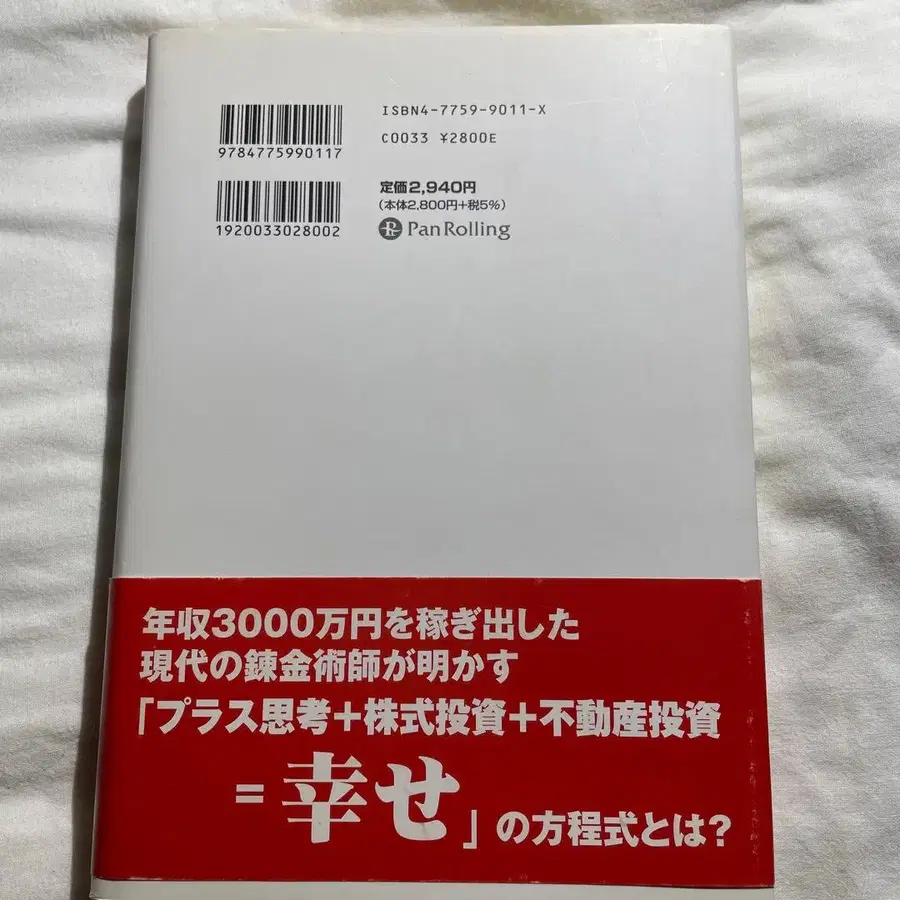 ISBN4-7759-9011-X
C0033 ¥2800E
9784775990117
定価2,940円
(本体2,800円+税5%)
1920033028002
PanRolling
年収3000万円を稼ぎ出した
現代の錬金術師が明かす
「プラス思考+株式投資+不動産投資
=幸せ」の方程式とは?